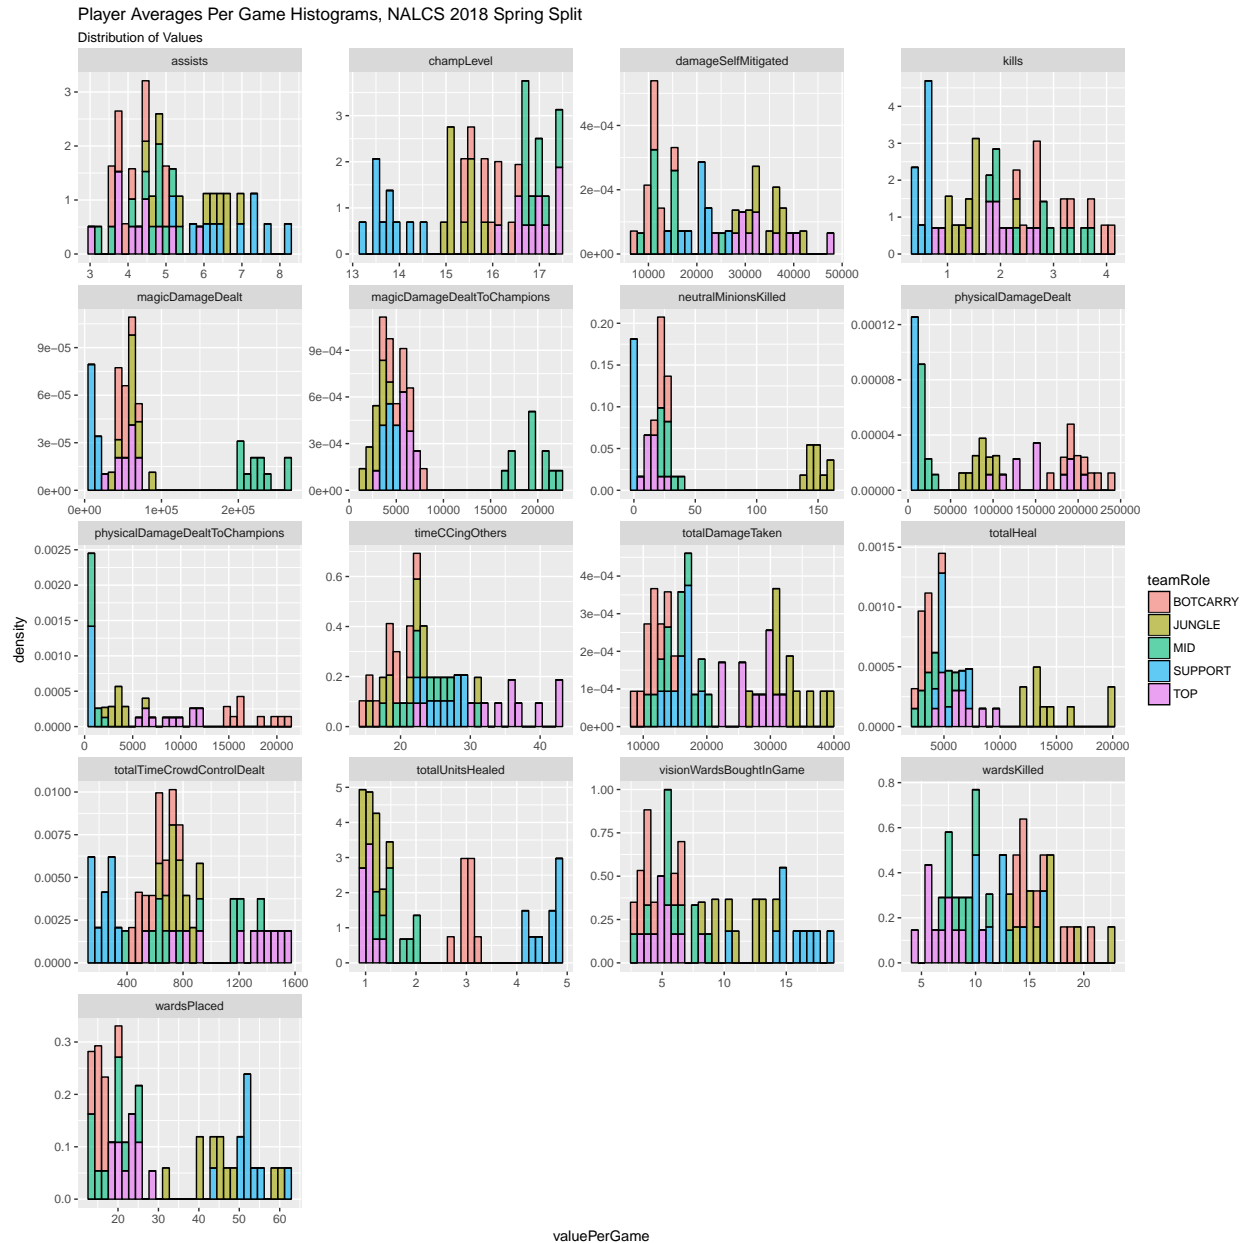 Player Averages Per Game Histograms, NALCS 2018 Spring Split
Distribution of Values
assists
champLevel
damageSelfMitigated
kills
3
2
1
0
3 4 5 6 7 8
3
2
1
0
13 14 15 16 17
4e−04
2e−04
0e+00
10000 20000 30000 40000 50000
4
3
2
1
0
1 2 3 4
magicDamageDealt
magicDamageDealtToChampions
neutralMinionsKilled
physicalDamageDealt
9e−05
6e−05
3e−05
0e+00
0e+00 1e+05 2e+05
9e−04
6e−04
3e−04
0e+00
0 5000 10000 15000 20000
0.20
0.15
0.10
0.05
0.00
0 50 100 150
0.00012
0.00008
0.00004
0.00000
0 50000 100000 150000 200000 250000
physicalDamageDealtToChampions
timeCCingOthers
totalDamageTaken
totalHeal
0.0025
0.0020
0.0015
0.0010
0.0005
0.0000
0 5000 10000 15000 20000
0.6
0.4
0.2
0.0
20 30 40
4e−04
3e−04
2e−04
1e−04
0e+00
10000 20000 30000 40000
0.0015
0.0010
0.0005
0.0000
5000 10000 15000 20000
totalTimeCrowdControlDealt
totalUnitsHealed
visionWardsBoughtInGame
wardsKilled
0.0100
0.0075
0.0050
0.0025
0.0000
400 800 1200 1600
5
4
3
2
1
0
1 2 3 4 5
1.00
0.75
0.50
0.25
0.00
5 10 15
0.8
0.6
0.4
0.2
0.0
5 10 15 20
wardsPlaced
0.3
0.2
0.1
0.0
20 30 40 50 60
density
valuePerGame
teamRole
BOTCARRY
JUNGLE
MID
SUPPORT
TOP